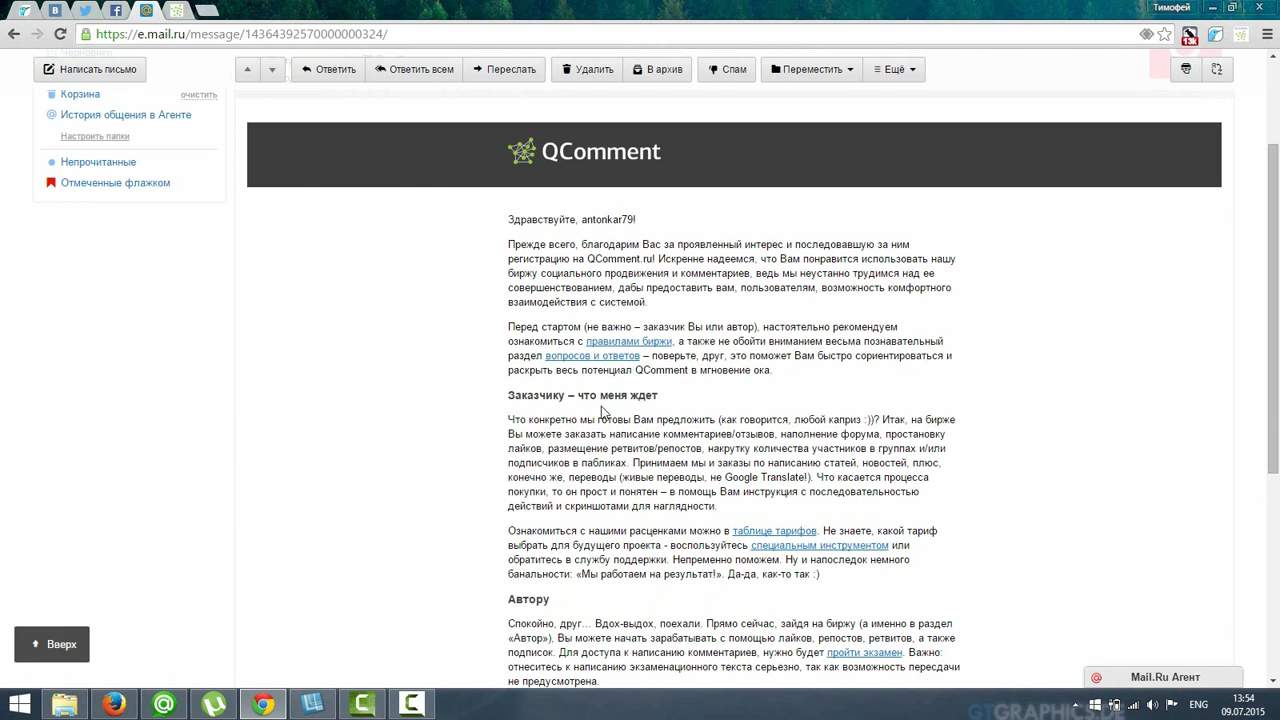 Тимофей
https://e.mail.ru/message/14364392570000000324/
13k
Черновики
Написать письмо
Ответить
Ответить всем
Переслать
Удалить
В архив
Спам
Переместить
Ещё
Корзина
очистить
История общения в Агенте
Настроить папки
Непрочитанные
Отмеченные флажком
QComment
Здравствуйте, antonkar79!
Прежде всего, благодарим Вас за проявленный интерес и последовавшую за ним
регистрацию на QComment.ru! Искренне надеемся, что Вам понравится использовать нашу
биржу социального продвижения и комментариев, ведь мы неустанно трудимся над ее
совершенствованием, дабы предоставить вам, пользователям, возможность комфортного
взаимодействия с системой.
Перед стартом (не важно – заказчик Вы или автор), настоятельно рекомендуем
ознакомиться с правилами биржи, а также не обойти вниманием весьма познавательный
раздел вопросов и ответов – поверьте, друг, это поможет Вам быстро сориентироваться и
раскрыть весь потенциал QComment в мгновение ока.
Заказчику – что меня ждет
Что конкретно мы готовы Вам предложить (как говорится, любой каприз :))? Итак, на бирже
Вы можете заказать написание комментариев/отзывов, наполнение форума, простановку
лайков, размещение ретвитов/репостов, накрутку количества участников в группах и/или
подписчиков в пабликах. Принимаем мы и заказы по написанию статей, новостей, плюс,
конечно же, переводы (живые переводы, не Google Translate!). Что касается процесса
покупки, то он прост и понятен – в помощь Вам инструкция с последовательностью
действий и скриншотами для наглядности.
Ознакомиться с нашими расценками можно в таблице тарифов. Не знаете, какой тариф
выбрать для будущего проекта - воспользуйтесь специальным инструментом или
обратитесь в службу поддержки. Непременно поможем. Ну и напоследок немного
банальности: «Мы работаем на результат!». Да-да, как-то так :)
Автору
Спокойно, друг... Вдох-выдох, поехали. Прямо сейчас, зайдя на биржу (а именно в раздел
«Автор»), Вы можете начать зарабатывать с помощью лайков, репостов, ретвитов, а также
подписок. Для доступа к написанию комментариев, нужно будет пройти экзамен. Важно:
отнеситесь к написанию экзаменационного текста серьезно, так как возможность пересдачи
не предусмотрена.
Вверх
Mail.Ru Агент
ENG
13:54
09.07.2015
GTGRAPHICS.DE